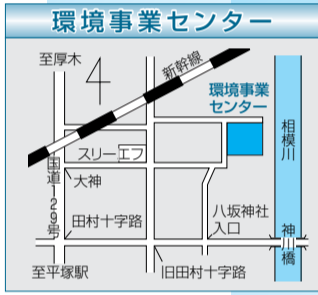 環境事業センター
至厚木
新幹線
環境事業
センター
相模川
スリーエフ
国道129号
大神
田村十字路
八坂神社
入口
神川橋
至平塚駅
旧田村十字路